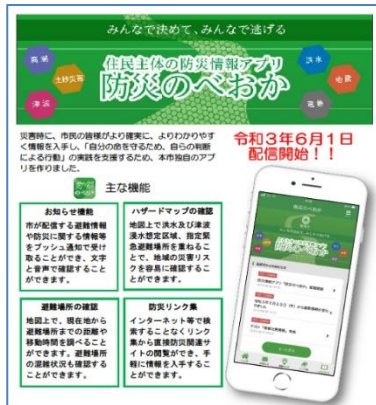 みんなで決めて、みんなで逃げる
住民主体の防災情報アプリ
防災のべおか
高潮
土砂災害
津波
洪水
地震
災害時に、市民の皆様がより確実に、よりわかりやす
く情報を入手し、「自分の命を守るため、自らの判断
による行動」の実践を支援するため、本市独自のアプ
リを作りました。
令和3年6月1日
配信開始!!
主な機能
お知らせ機能
市が配信する避難情報
や防災に関する情報等
をプッシュ通知で受け
取ることができ、文字
と音声で確認すること
ができます。
ハザードマップの確認
地図上で洪水及び津波
浸水想定区域、指定緊
急避難場所を重ねるこ
とで、地域の災害リス
クを容易に確認するこ
とができます。
避難場所の確認
地図上で、現在地から
避難場所までの距離や
移動時間を調べること
ができます。避難場所
の混雑状況も確認する
ことができます。
防災リンク集
インターネット等で検
索することなくリンク
集から直接防災関連サ
イトの閲覧ができ、手
軽に情報を入手するこ
とができます。